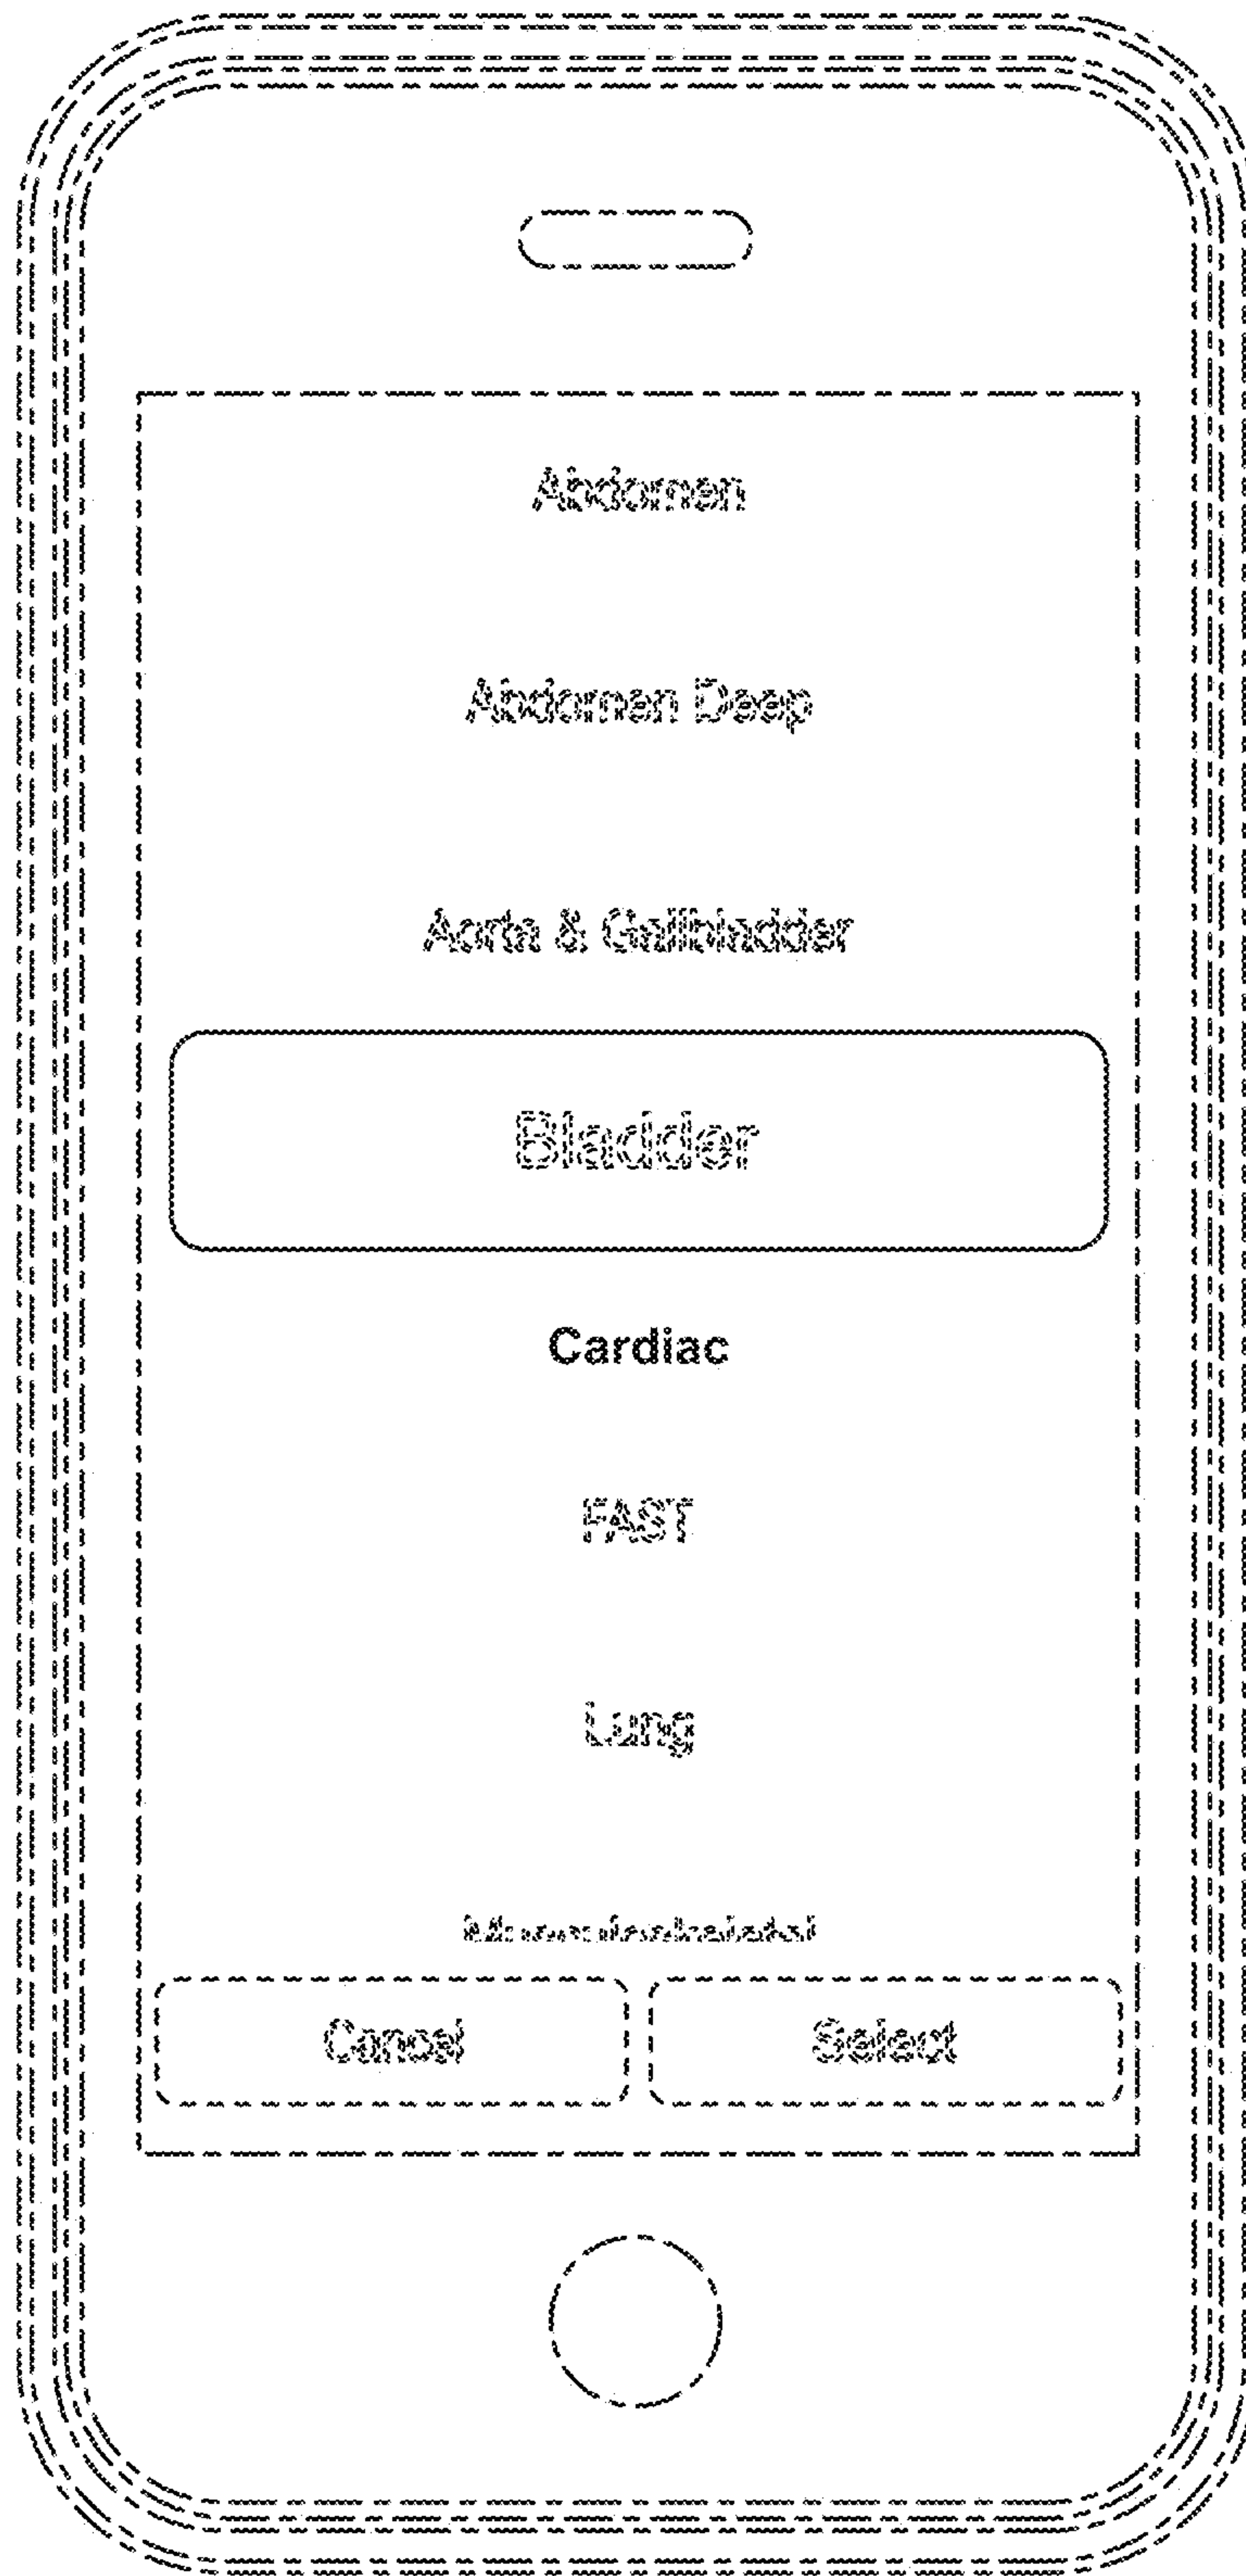 Abdomen
Abdomen Deep
Aorta & Gallbladder
Bladder
Cardiac
FAST
Lung
Cancel Select